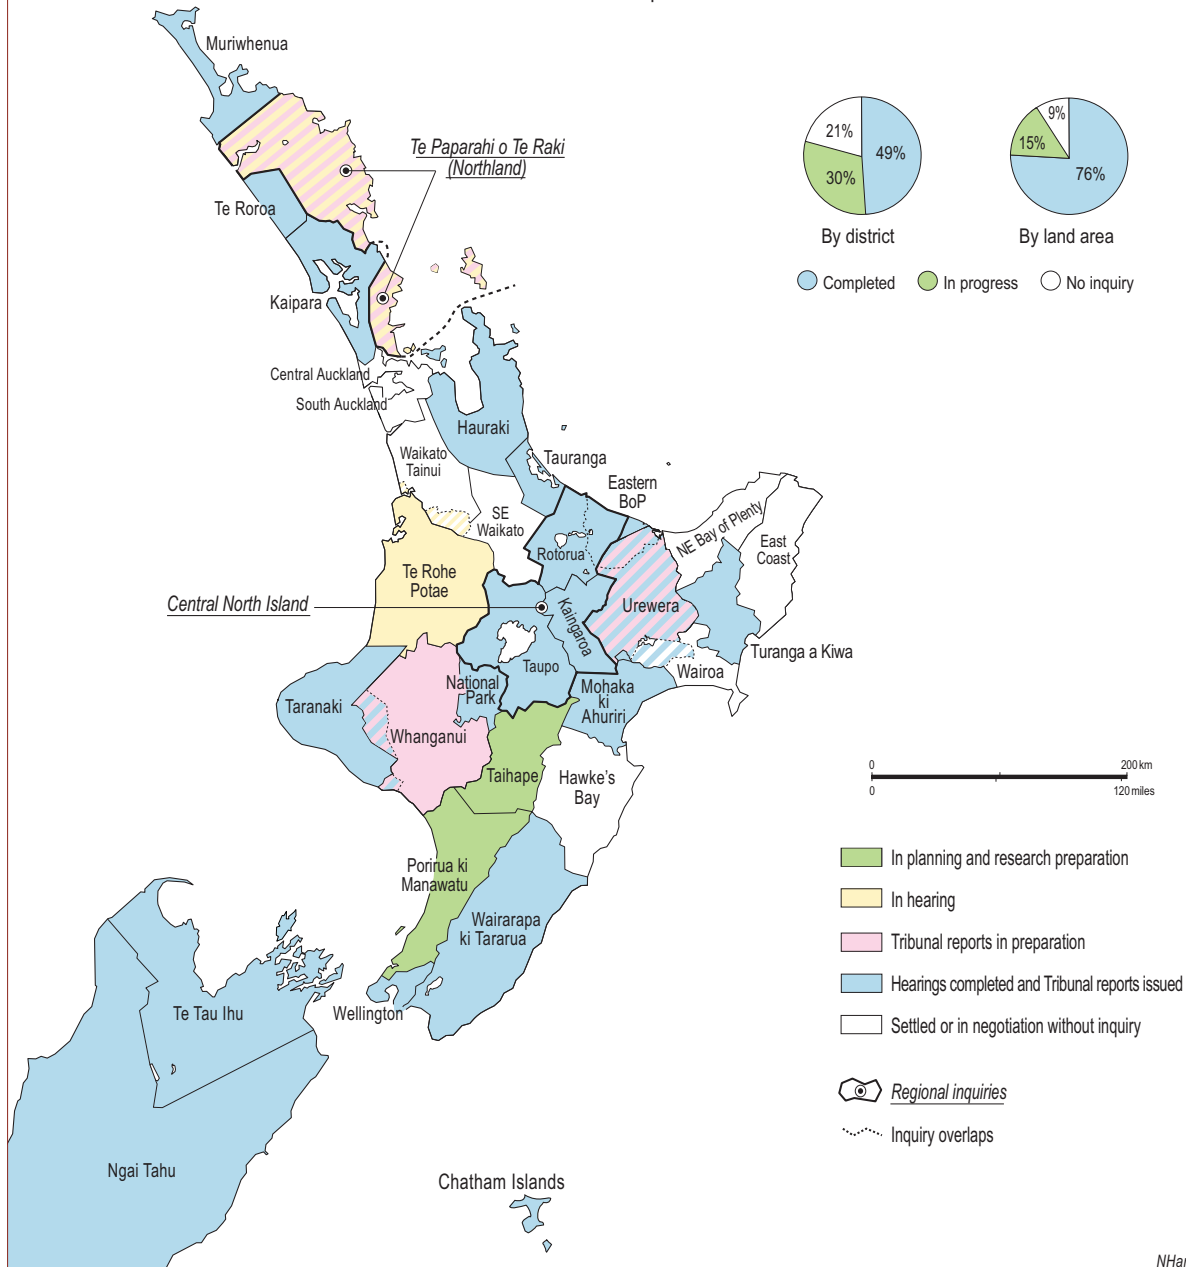 Muriwhenua
Te Paparahi o Te Raki
(Northland)
Te Roroa
Kaipara
Central Auckland
South Auckland
Hauraki
Waikato
Tainui
Tauranga
Eastern
BoP
SE
Waikato
NE Bay of Plenty
East
Coast
Rotorua
Te Rohe
Potae
Central North Island
Kaingaroa
Urewera
Turanga a Kiwa
Wairoa
Taupo
National
Park
Mohaka
ki
Ahuriri
Taranaki
Whanganui
Taihape
Hawke's
Bay
Porirua ki
Manawatu
Wairarapa
ki Tararua
Wellington
Te Tau Ihu
Ngai Tahu
Chatham Islands
21%
49%
30%
By district
9%
15%
76%
By land area
Completed
In progress
No inquiry
0
200 km
0
120 miles
In planning and research preparation
In hearing
Tribunal reports in preparation
Hearings completed and Tribunal reports issued
Settled or in negotiation without inquiry
Regional inquiries
Inquiry overlaps